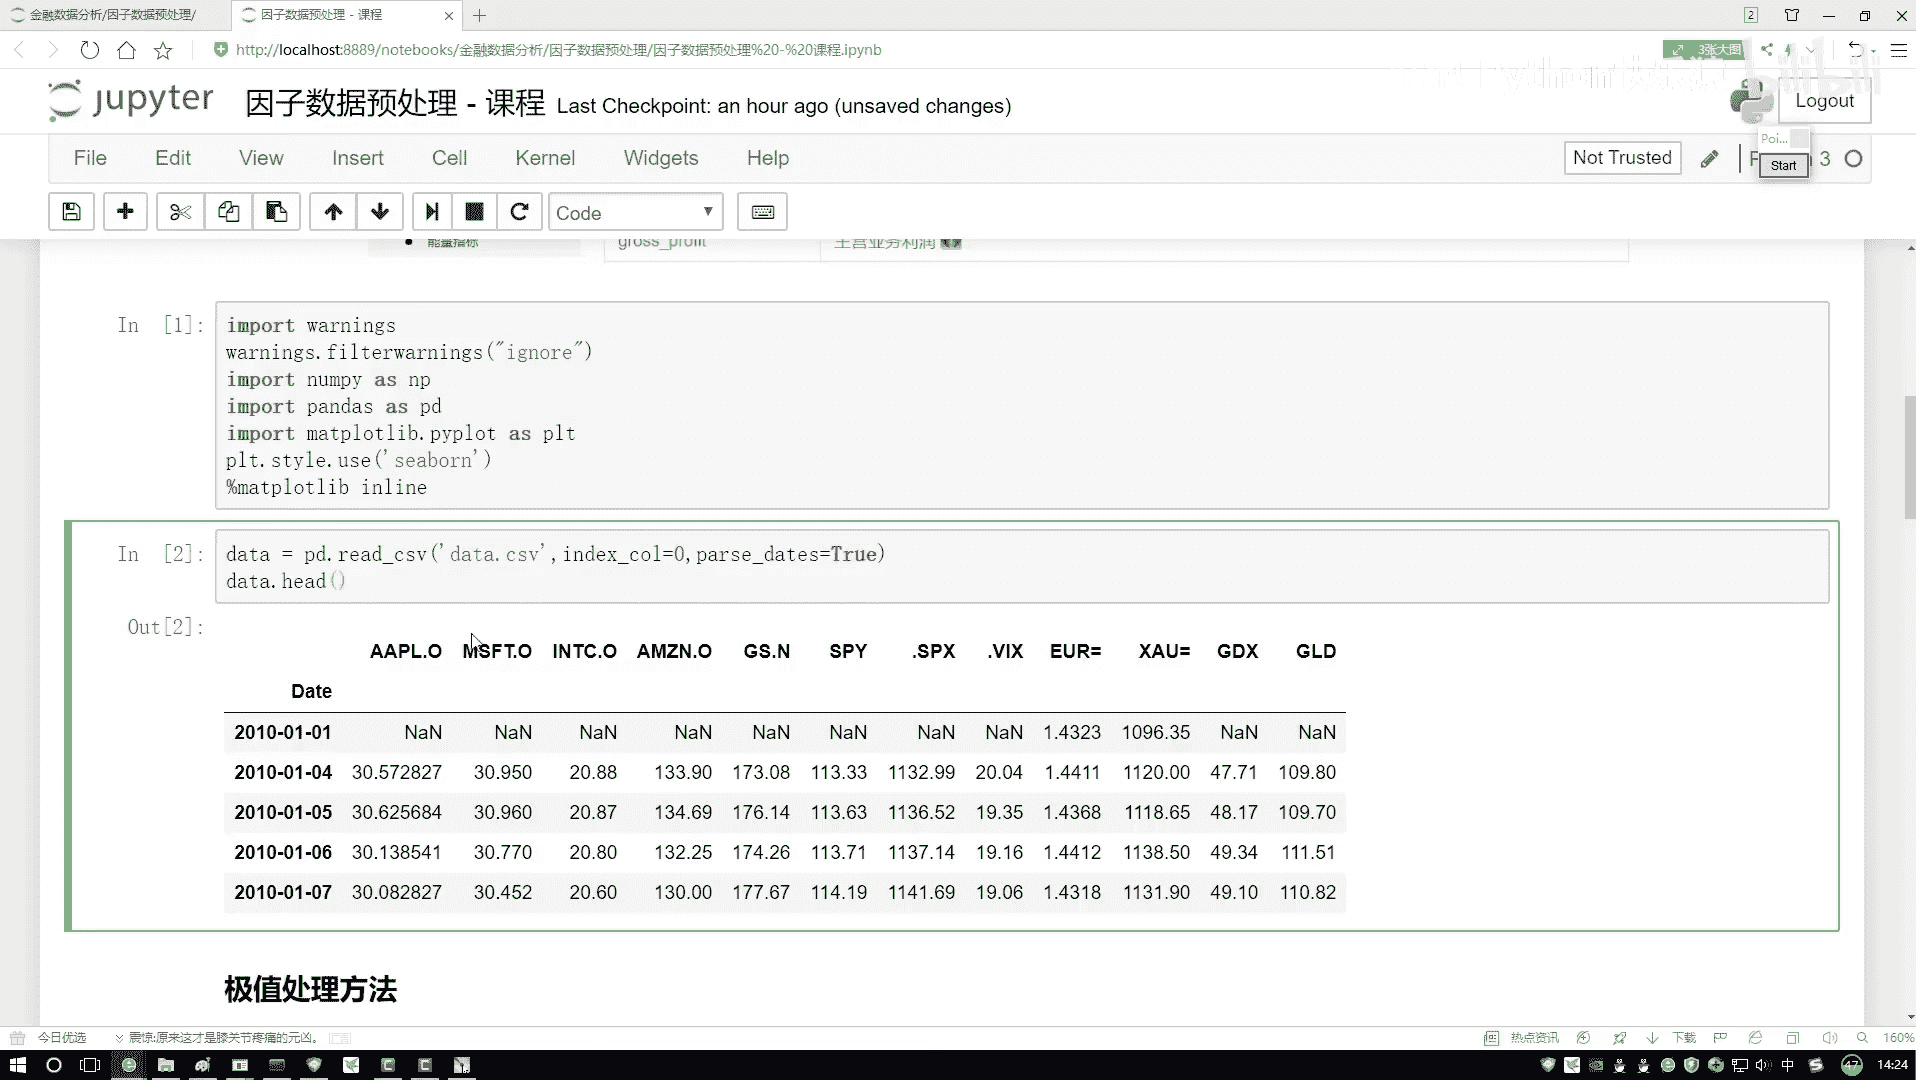 金融数据分析/因子数据预处理/
因子数据预处理 - 课程
2
http://localhost:8889/notebooks/金融数据分析/因子数据预处理/因子数据预处理%20-%20课程.ipynb
3张大图
jupyter
因子数据预处理 - 课程 Last Checkpoint: an hour ago (unsaved changes)
bilibili
Logout
File Edit View Insert Cell Kernel Widgets Help
Not Trusted
3
Poi...
Start
Code
能量指标
gross_profit 主营业务利润
In [1]:
import warnings
warnings.filterwarnings("ignore")
import numpy as np
import pandas as pd
import matplotlib.pyplot as plt
plt.style.use('seaborn')
%matplotlib inline
In [2]:
data = pd.read_csv('data.csv',index_col=0,parse_dates=True)
data.head()
Out[2]:
AAPL.O MSFT.O INTC.O AMZN.O GS.N SPY .SPX .VIX EUR= XAU= GDX GLD
Date
2010-01-01 NaN NaN NaN NaN NaN NaN NaN NaN 1.4323 1096.35 NaN NaN
2010-01-04 30.572827 30.950 20.88 133.90 173.08 113.33 1132.99 20.04 1.4411 1120.00 47.71 109.80
2010-01-05 30.625684 30.960 20.87 134.69 176.14 113.63 1136.52 19.35 1.4368 1118.65 48.17 109.70
2010-01-06 30.138541 30.770 20.80 132.25 174.26 113.71 1137.14 19.16 1.4412 1138.50 49.34 111.51
2010-01-07 30.082827 30.452 20.60 130.00 177.67 114.19 1141.69 19.06 1.4318 1131.90 49.10 110.82
极值处理方法
今日优选 震惊:原来这才是膝关节疼痛的元凶。
热点资讯 下载 160%
中 47 14:24